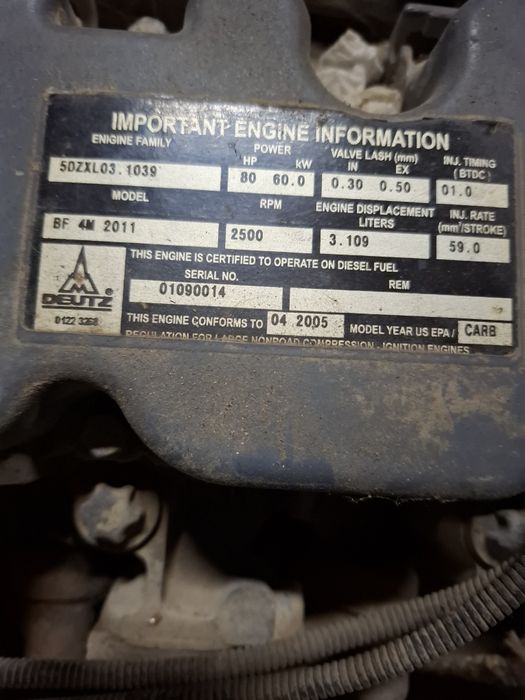 IMPORTANT ENGINE INFORMATION
ENIGINE FAMILY POWER VALVE LASH (mm) INJ. TIMING
HP kW IN EX (BTDC)
5DZXL03.1039 80 60.0 0.30 0.50 01.0
MODEL RPM ENGINE DISPLACEMENT LITERS INJ. RATE (mm³/STROKE)
BF 4M 2011 2500 3.109 59.0
THIS ENGINE IS CERTIFIED TO OPERATE ON DIESEL FUEL
SERIAL NO. REM
01090014
DEUTZ ®
0122 3268
THIS ENGINE CONFORMS TO 04 2005 MODEL YEAR US EPA / CARB
REGULATION FOR LARGE NONROAD COMPRESSION - IGNITION ENGINES